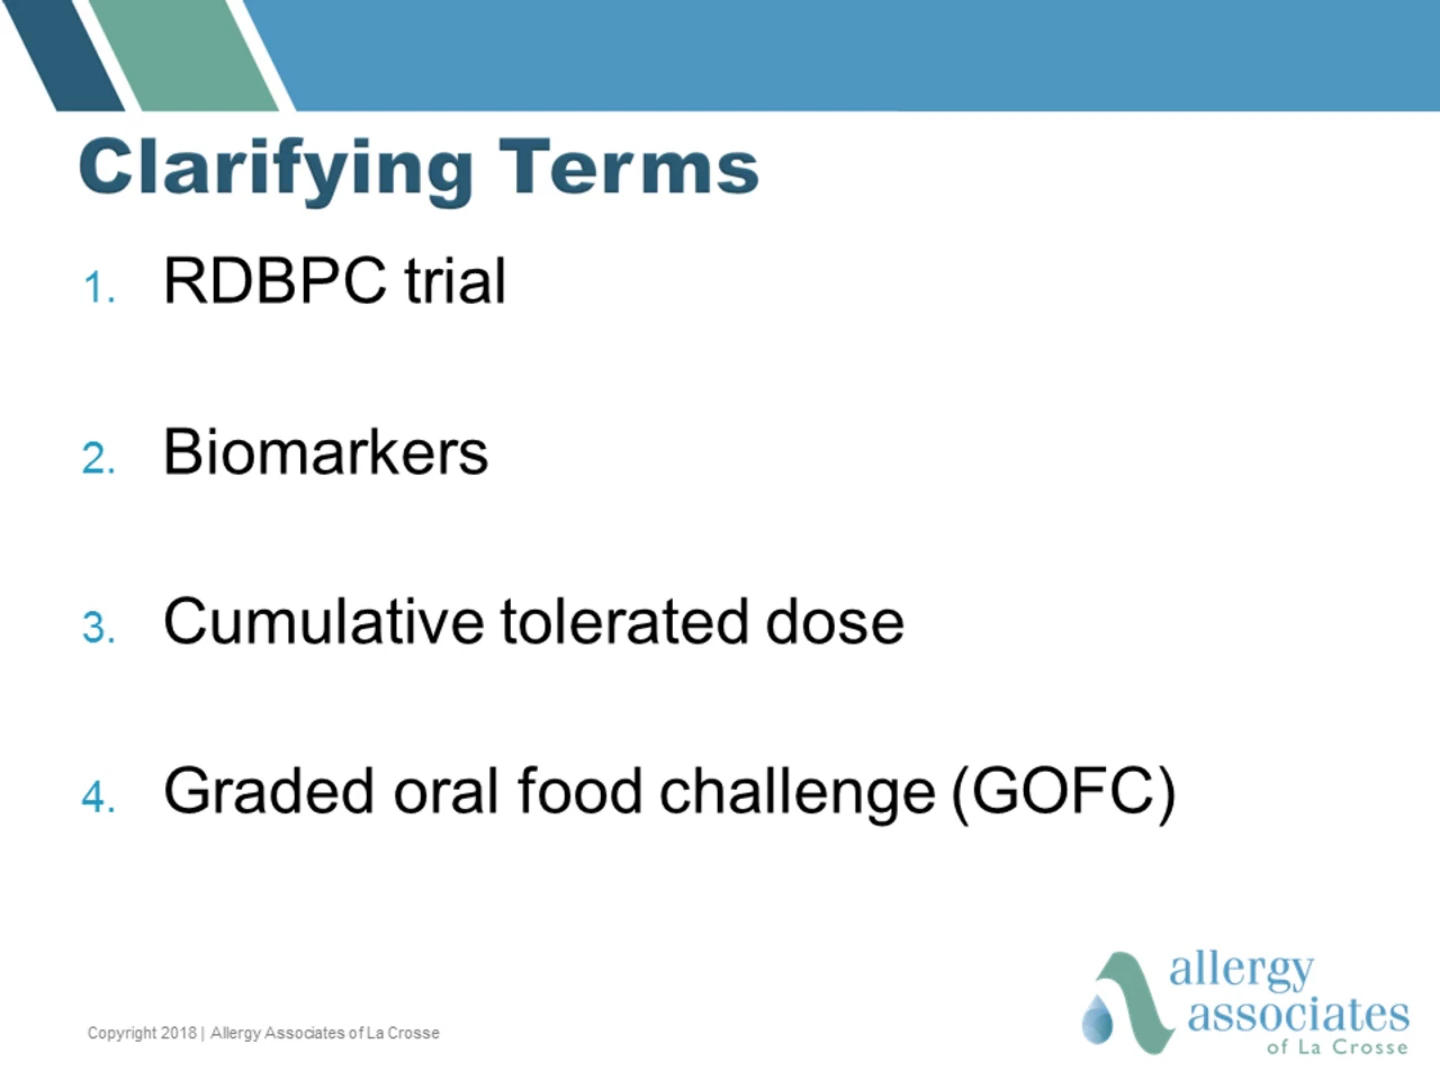 Clarifying Terms
1. RDBPC trial
2. Biomarkers
3. Cumulative tolerated dose
4. Graded oral food challenge (GOFC)
Copyright 2018 | Allergy Associates of La Crosse
allergy
associates
of La Crosse